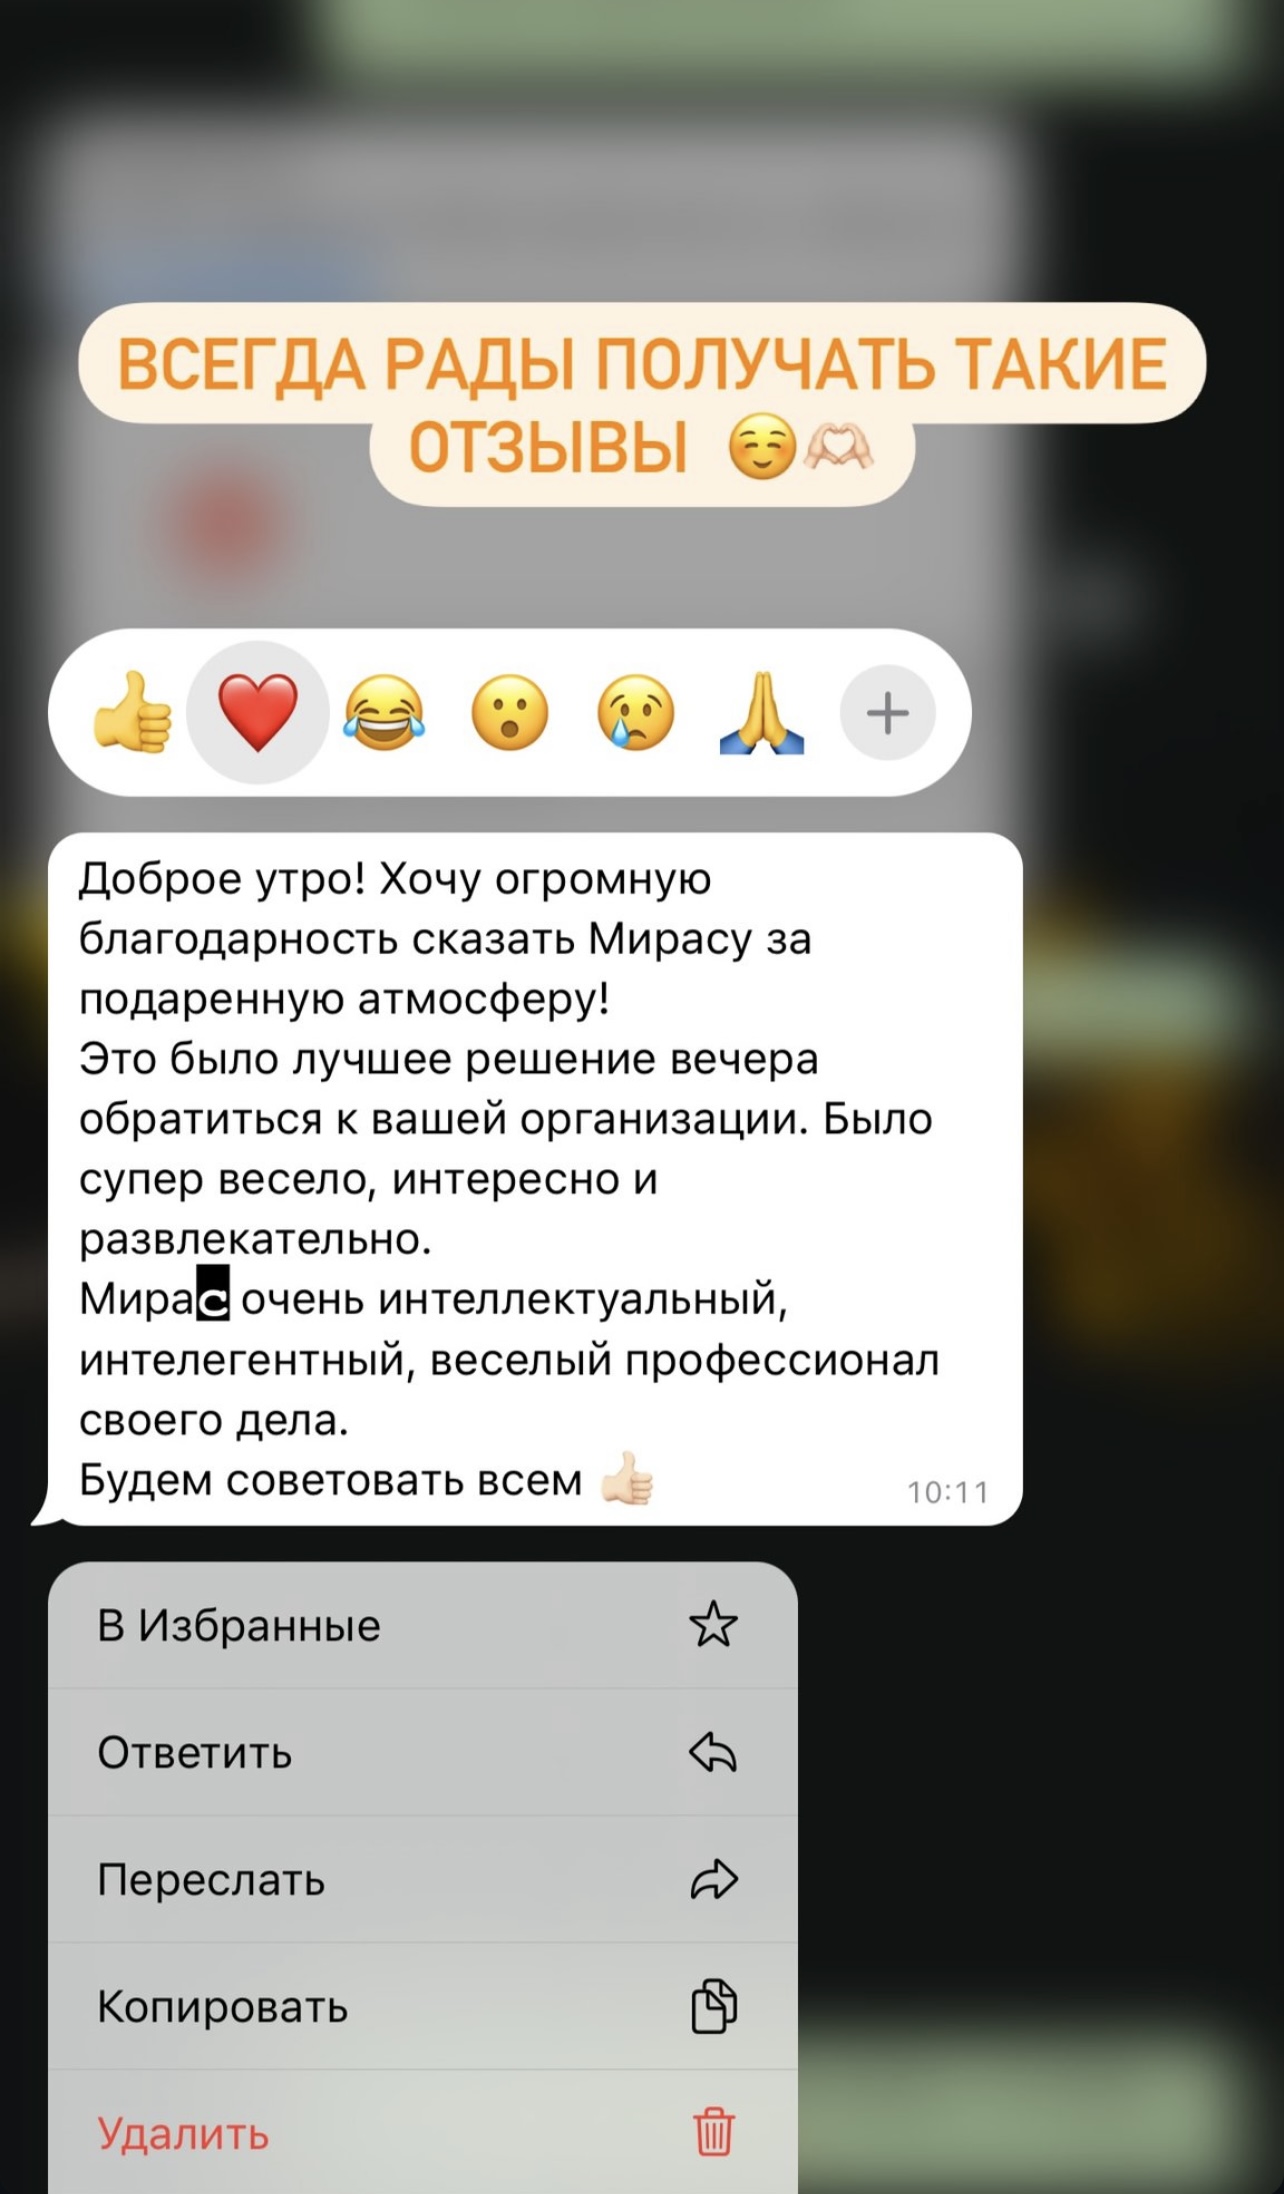 ВСЕГДА РАДЫ ПОЛУЧАТЬ ТАКИЕ
ОТЗЫВЫ ☺️🫶🏻
👍 ❤️ 😂 😮 😢 🙏 +
Доброе утро! Хочу огромную
благодарность сказать Мирасу за
подаренную атмосферу!
Это было лучшее решение вечера
обратиться к вашей организации. Было
супер весело, интересно и
развлекательно.
Мирас очень интеллектуальный,
интелегентный, веселый профессионал
своего дела.
Будем советовать всем 👍🏻
10:11
В Избранные
Ответить
Переслать
Копировать
Удалить